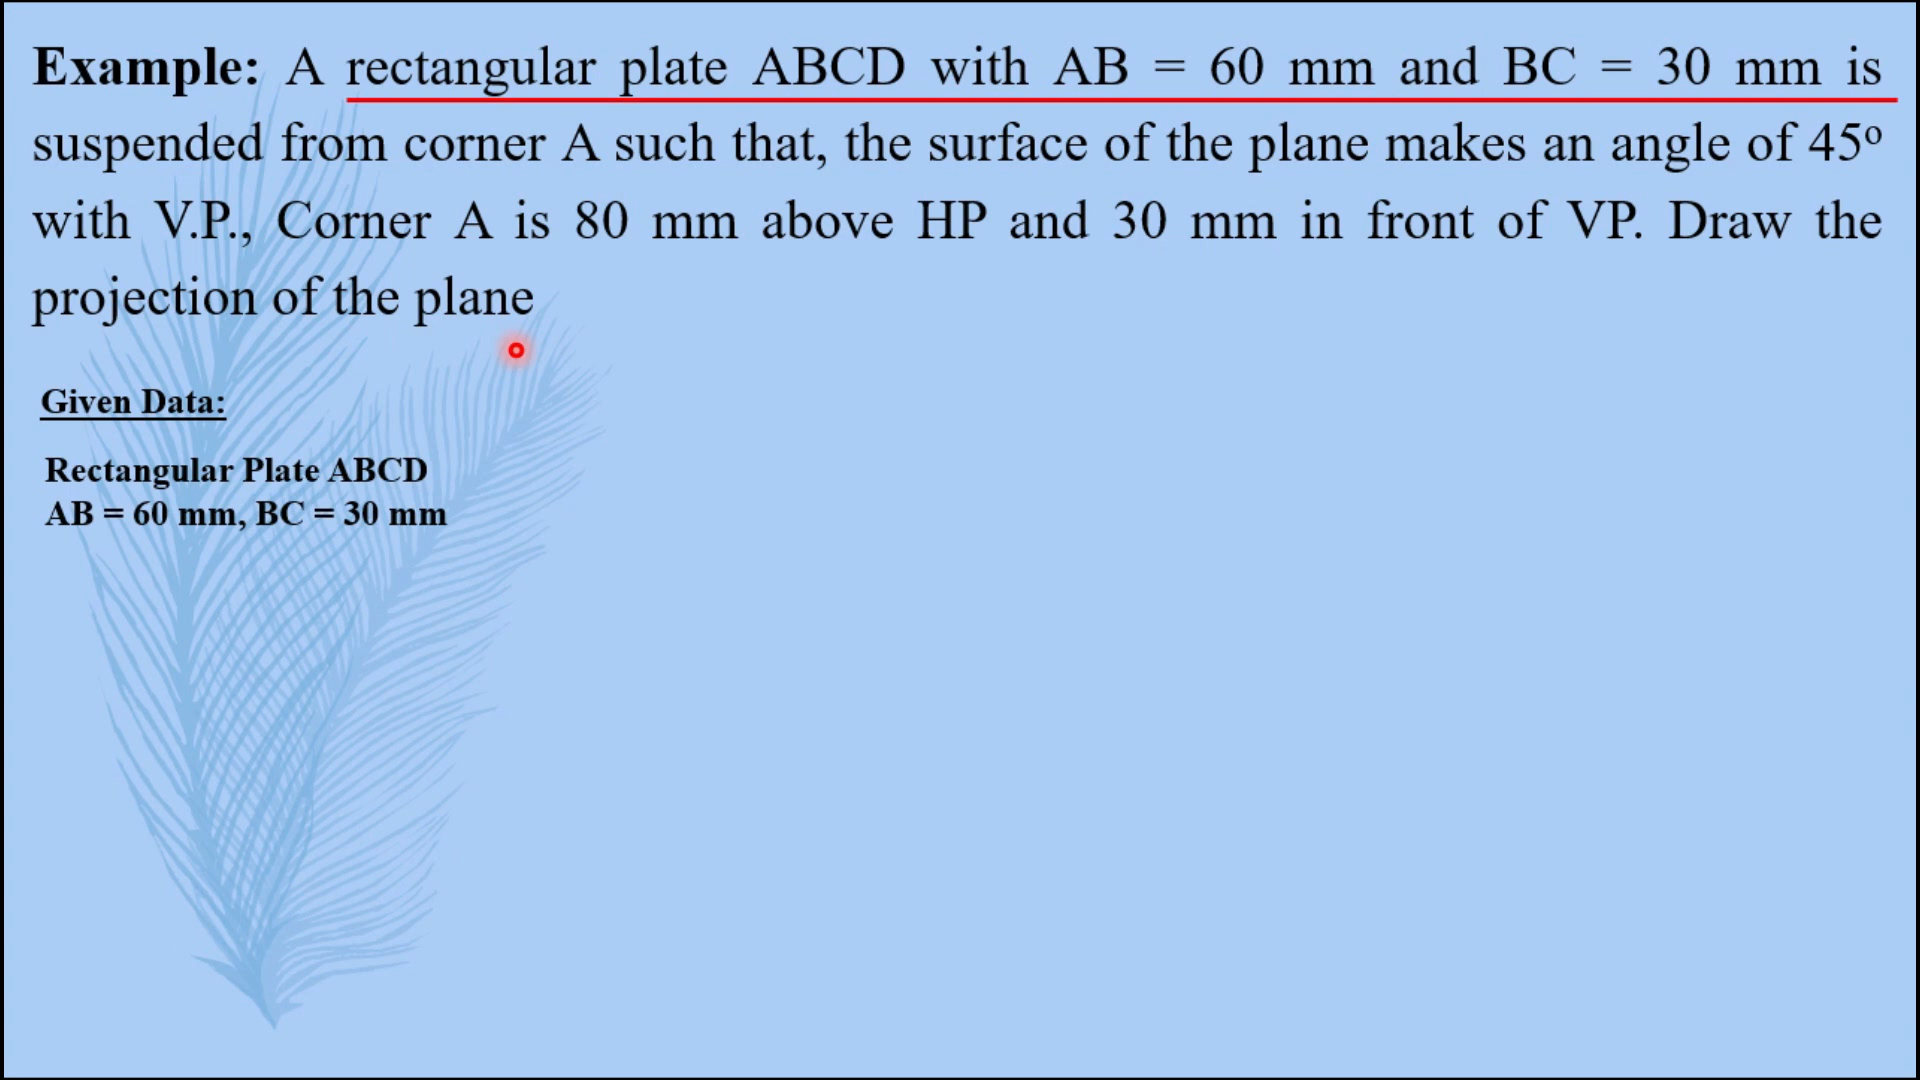 Example: A rectangular plate ABCD with AB = 60 mm and BC = 30 mm is
suspended from corner A such that, the surface of the plane makes an angle of 45º
with V.P., Corner A is 80 mm above HP and 30 mm in front of VP. Draw the
projection of the plane
Given Data:
Rectangular Plate ABCD
AB = 60 mm, BC = 30 mm